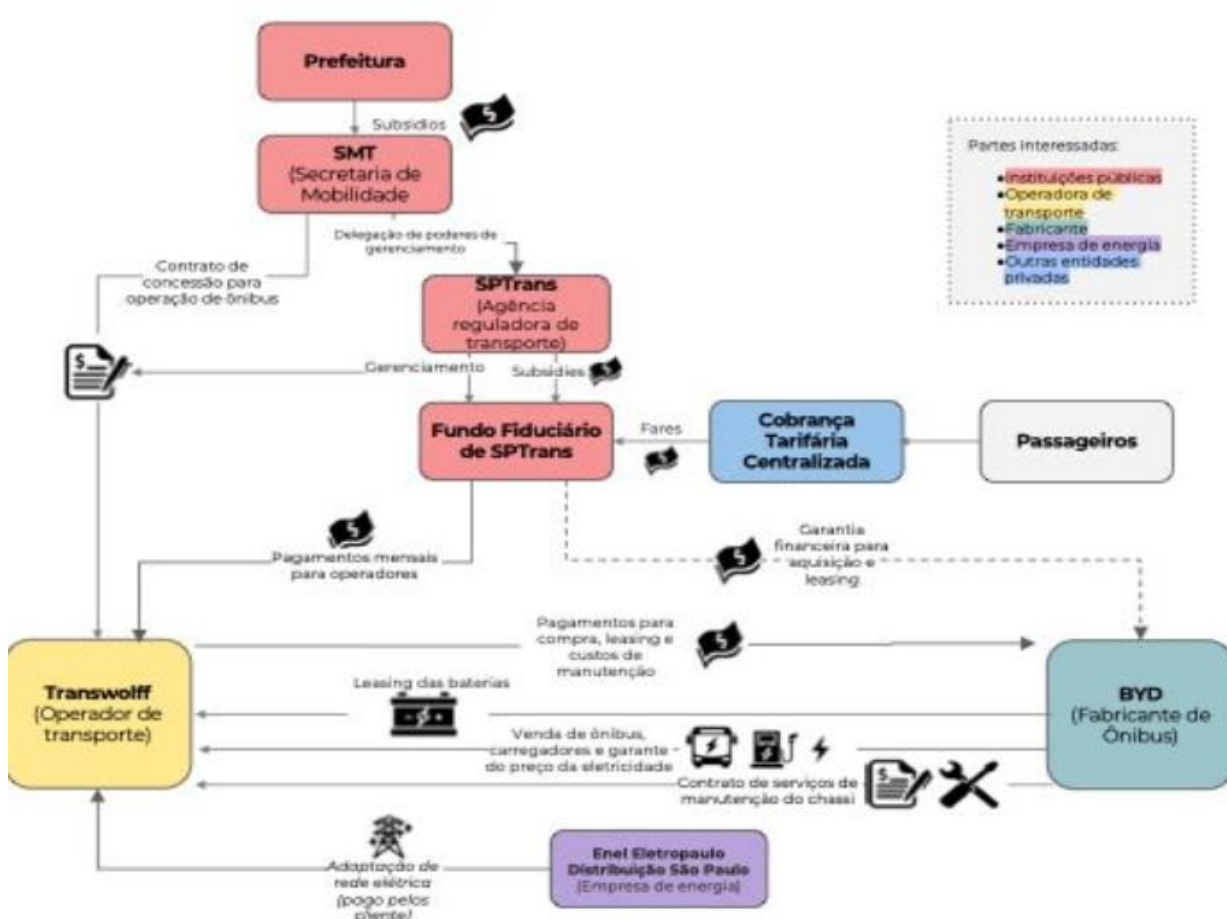 Prefeitura
Subsidios
SMT
(Secretaria de
Mobilidade
Delegação de poderes de
gerenciamento
Contrato de
concessão para
operação de ônibus
SPTrans
(Agência
reguladora de
transporte)
Gerenciamento
Subsidies
Partes Interessadas:
•Instituições públicas
•Operadora de
transporte
•Fabricante
•Empresa de energia
•Outras entidades
privadas
Fundo Fiduciário
de SPTrans
Fares
Cobrança
Tarifária
Centralizada
Passageiros
Pagamentos mensais
para operadores
Garantia
financeira para
aquisição e
leasing
Pagamentos para
compra, leasing e
custos de
manutenção
Transwolff
(Operador de
transporte)
Leasing das baterias
Venda de ônibus,
carregadores e garante
do preço da eletricidade
Contrato de serviços de
manutenção do chassi
BYD
(Fabricante de
Ônibus)
Adaptação de
rede elétrica
(pago pelos
cliente)
Enel Eletropaulo
Distribuição São Paulo
(Empresa de energia)